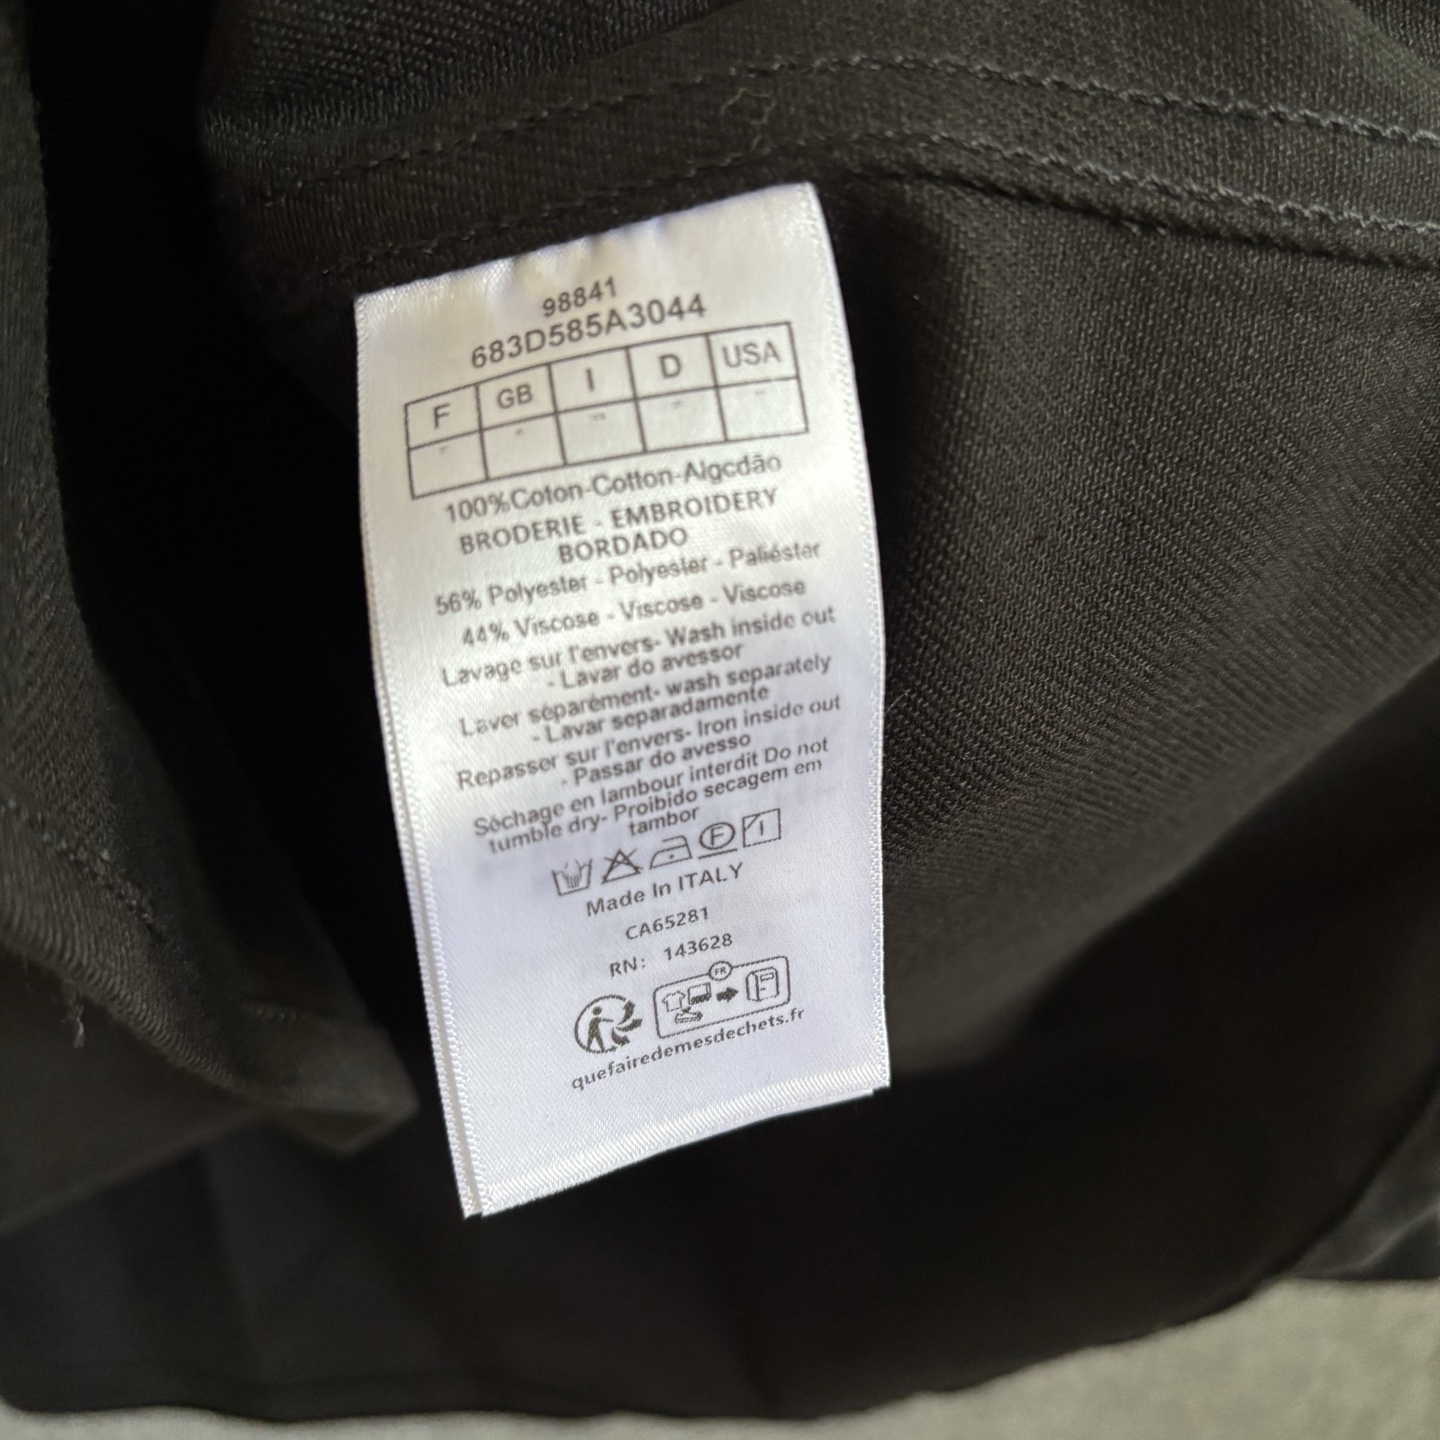 98841
683D585A3044
F GB I D USA
" " "" " "
100%Coton-Cotton-Algodão
BRODERIE - EMBROIDERY
BORDADO
56% Polyester - Polyester - Paliéster
44% Viscose - Viscose - Viscose
Lavage sur l'envers- Wash inside out
- Lavar do avessor
Laver séparément- wash separately
- Lavar separadamente
Repasser sur l'envers- Iron inside out
- Passar do avesso
Séchage en lambour interdit Do not
tumble dry- Proibido secagem em
tambor
F
Made In ITALY
CA65281
RN: 143628
FR
quefairedemesdechets.fr